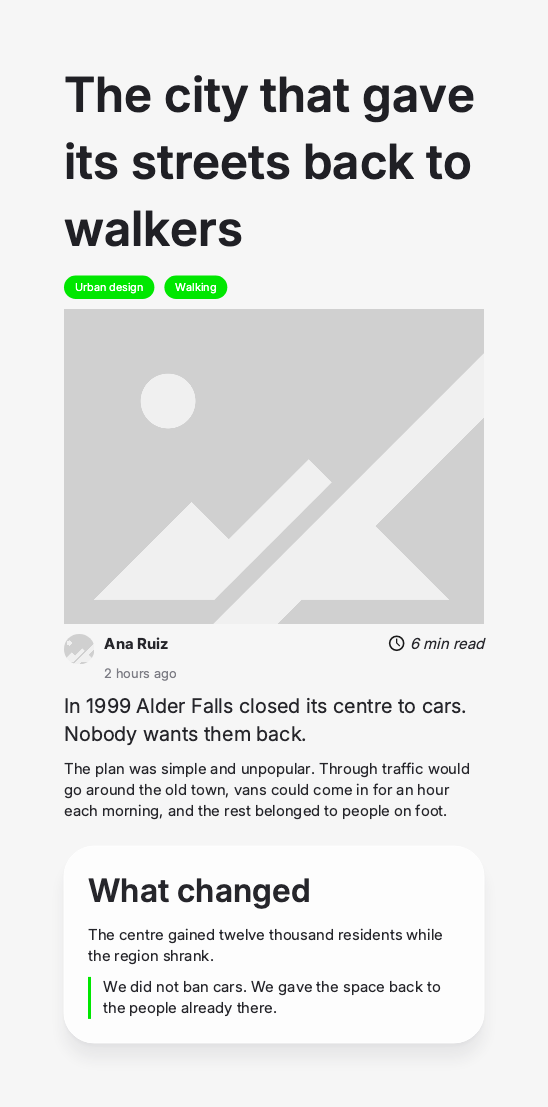 The city that gave
its streets back to
walkers
Urban design
Walking
Ana Ruiz
6 min read
2 hours ago
In 1999 Alder Falls closed its centre to cars.
Nobody wants them back.
The plan was simple and unpopular. Through traffic would
go around the old town, vans could come in for an hour
each morning, and the rest belonged to people on foot.
What changed
The centre gained twelve thousand residents while
the region shrank.
We did not ban cars. We gave the space back to
the people already there.